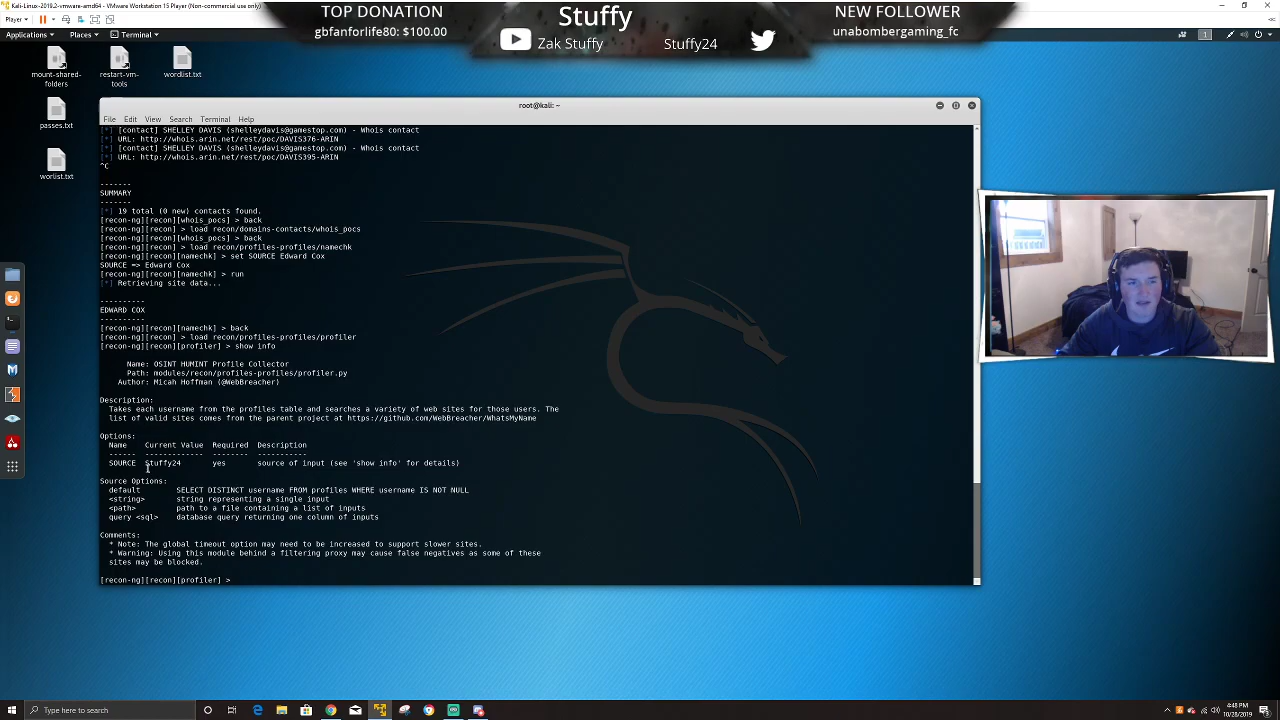 Kali-Linux-2019.2-vmware-amd64 - VMware Workstation 15 Player (Non-commercial use only)
Player
TOP DONATION
gbfanforlife80: $100.00
Stuffy
Zak Stuffy
Stuffy24
NEW FOLLOWER
unabombergaming_fc
Applications
Places
Terminal
1
mount-shared-
folders
restart-vm-
tools
wordlist.txt
passes.txt
worlist.txt
root@kali: ~
File Edit View Search Terminal Help
[*] [contact] SHELLEY DAVIS (shelleydavis@gamestop.com) - Whois contact
[*] URL: http://whois.arin.net/rest/poc/DAVIS376-ARIN
[*] [contact] SHELLEY DAVIS (shelleydavis@gamestop.com) - Whois contact
[*] URL: http://whois.arin.net/rest/poc/DAVIS395-ARIN
^C
-------
SUMMARY
-------
[*] 19 total (0 new) contacts found.
[recon-ng][recon][whois_pocs] > back
[recon-ng][recon] > load recon/domains-contacts/whois_pocs
[recon-ng][recon][whois_pocs] > back
[recon-ng][recon] > load recon/profiles-profiles/namechk
[recon-ng][recon][namechk] > set SOURCE Edward Cox
SOURCE => Edward Cox
[recon-ng][recon][namechk] > run
[*] Retrieving site data...
----------
EDWARD COX
----------
[recon-ng][recon][namechk] > back
[recon-ng][recon] > load recon/profiles-profiles/profiler
[recon-ng][recon][profiler] > show info
Name: OSINT HUMINT Profile Collector
Path: modules/recon/profiles-profiles/profiler.py
Author: Micah Hoffman (@WebBreacher)
Description:
Takes each username from the profiles table and searches a variety of web sites for those users. The
list of valid sites comes from the parent project at https://github.com/WebBreacher/WhatsMyName
Options:
Name Current Value Required Description
------ ------------- -------- -----------
SOURCE Stuffy24 yes source of input (see 'show info' for details)
Source Options:
default SELECT DISTINCT username FROM profiles WHERE username IS NOT NULL
<string> string representing a single input
<path> path to a file containing a list of inputs
query <sql> database query returning one column of inputs
Comments:
* Note: The global timeout option may need to be increased to support slower sites.
* Warning: Using this module behind a filtering proxy may cause false negatives as some of these
sites may be blocked.
[recon-ng][recon][profiler] >
Type here to search
4:48 PM
10/28/2019